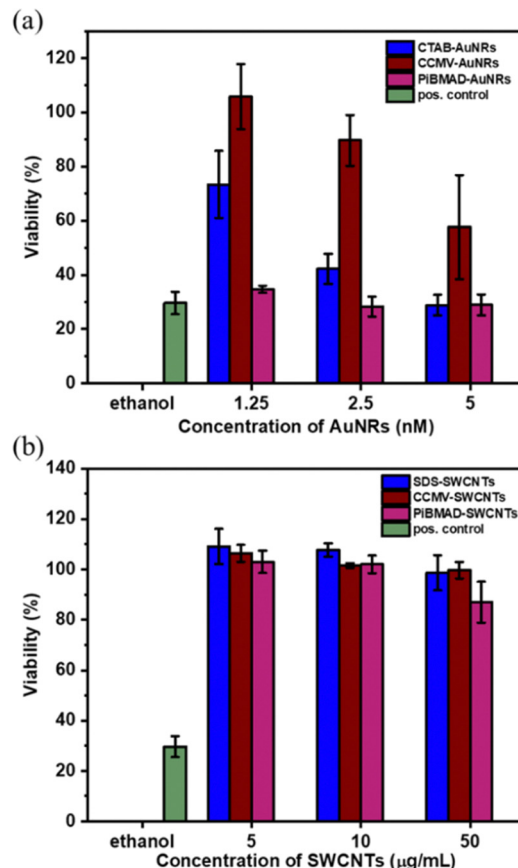 (a)
120
100
80
60
40
20
0
Viability (%)
CTAB-AuNRs
CCMV-AuNRs
PiBMAD-AuNRs
pos. control
ethanol 1.25 2.5 5
Concentration of AuNRs (nM)
(b)
140
120
100
80
60
40
20
0
Viability (%)
SDS-SWCNTs
CCMV-SWCNTs
PiBMAD-SWCNTs
pos. control
ethanol 5 10 50
Concentration of SWCNTs (µg/mL)